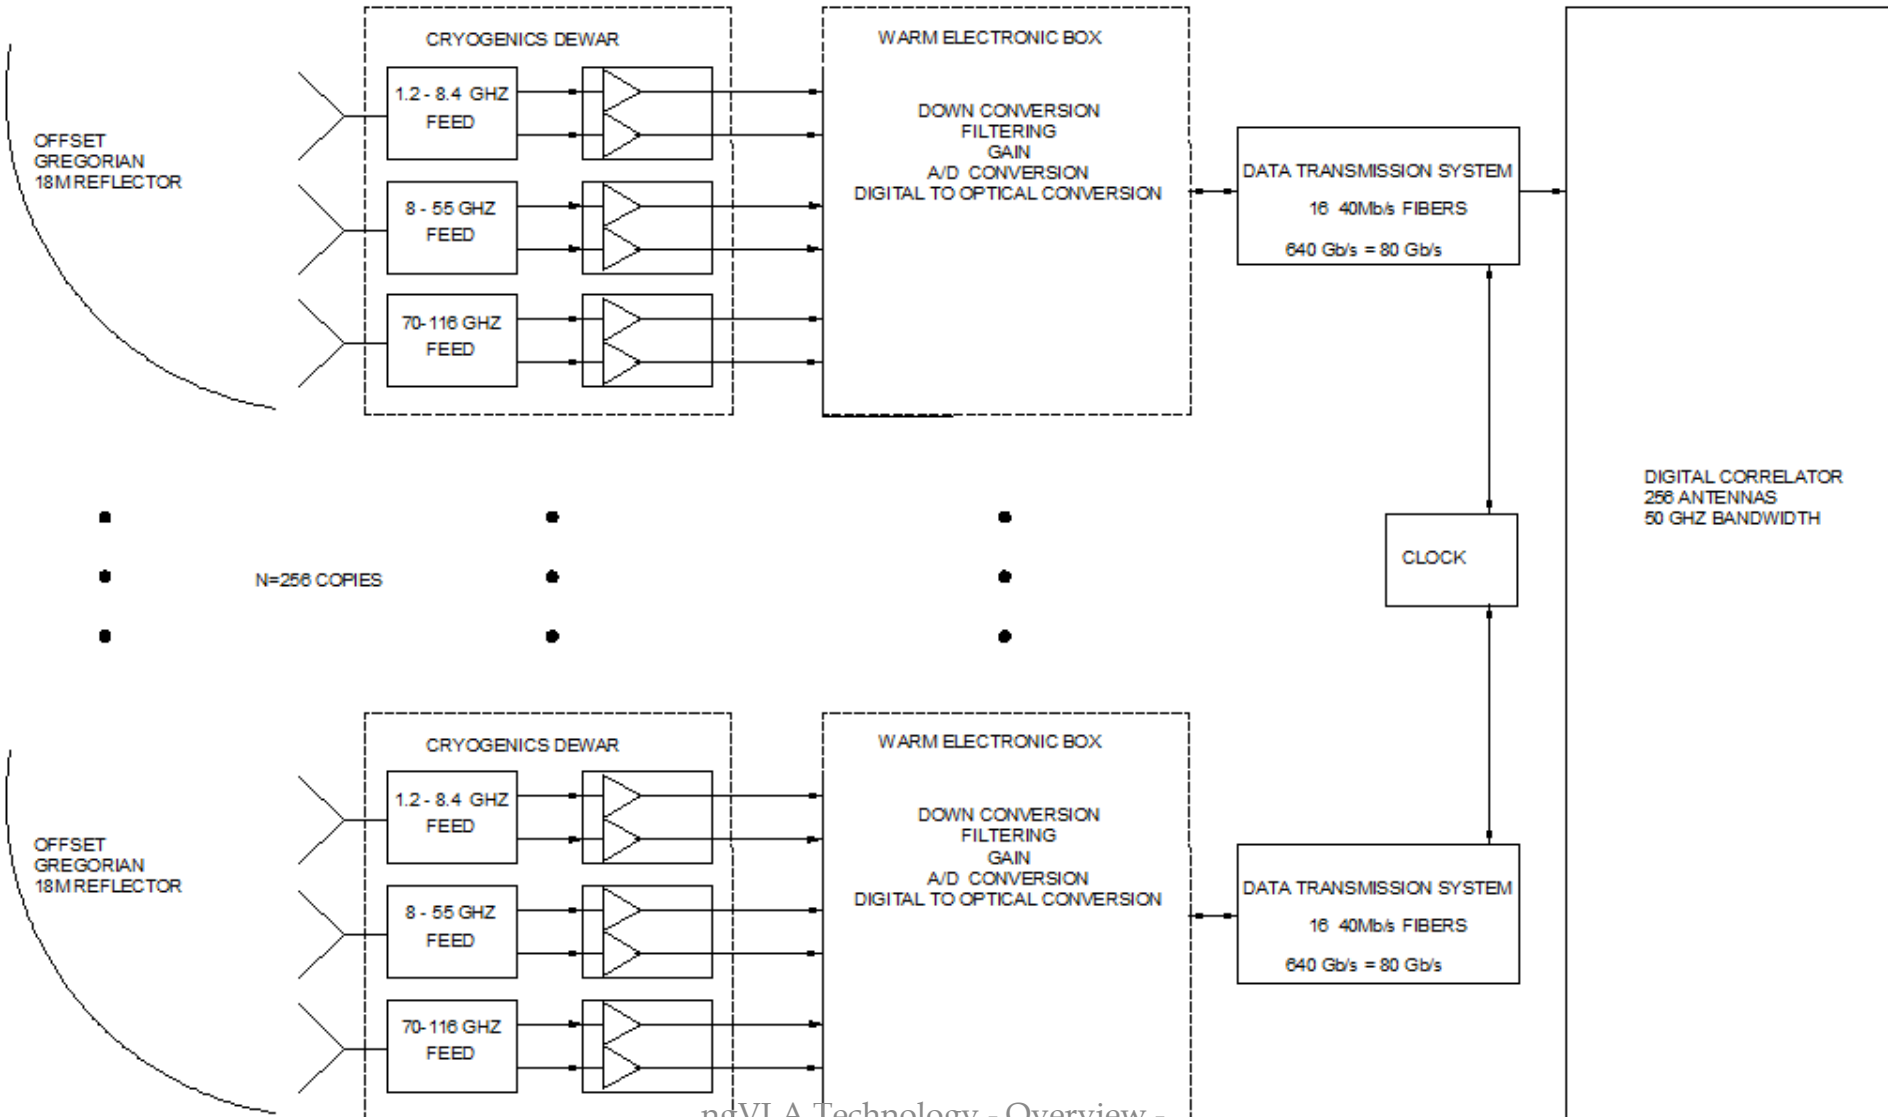 CRYOGENICS DEWAR
WARM ELECTRONIC BOX
1.2 - 8.4 GHZ
FEED
OFFSET
GREGORIAN
18M REFLECTOR
8 - 55 GHZ
FEED
70-116 GHZ
FEED
DOWN CONVERSION
FILTERING
GAIN
A/D CONVERSION
DIGITAL TO OPTICAL CONVERSION
DATA TRANSMISSION SYSTEM
16 40Mb/s FIBERS
640 Gb/s = 80 Gb/s
DIGITAL CORRELATOR
256 ANTENNAS
50 GHZ BANDWIDTH
CLOCK
N=256 COPIES
CRYOGENICS DEWAR
WARM ELECTRONIC BOX
1.2 - 8.4 GHZ
FEED
OFFSET
GREGORIAN
18M REFLECTOR
8 - 55 GHZ
FEED
70-116 GHZ
FEED
DOWN CONVERSION
FILTERING
GAIN
A/D CONVERSION
DIGITAL TO OPTICAL CONVERSION
DATA TRANSMISSION SYSTEM
16 40Mb/s FIBERS
640 Gb/s = 80 Gb/s
ngVLA Technology - Overview -